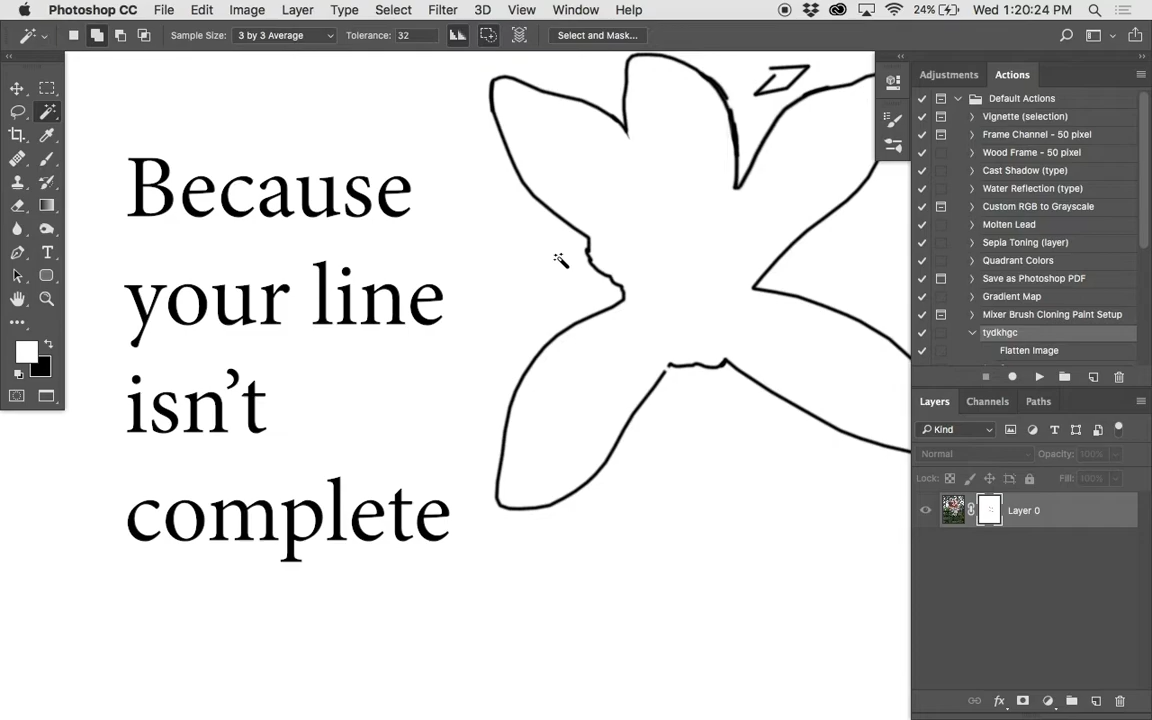 Photoshop CC File Edit Image Layer Type Select Filter 3D View Window Help 24% Wed 1:20:24 PM
Sample Size: 3 by 3 Average Tolerance: 32 Select and Mask...
Because
your line
isn't
complete
Adjustments Actions
Default Actions
Vignette (selection)
Frame Channel - 50 pixel
Wood Frame - 50 pixel
Cast Shadow (type)
Water Reflection (type)
Custom RGB to Grayscale
Molten Lead
Sepia Toning (layer)
Quadrant Colors
Save as Photoshop PDF
Gradient Map
Mixer Brush Cloning Paint Setup
tydkhgc
Flatten Image
Layers Channels Paths
Kind
Normal Opacity: 100%
Lock: Fill: 100%
Layer 0
fx